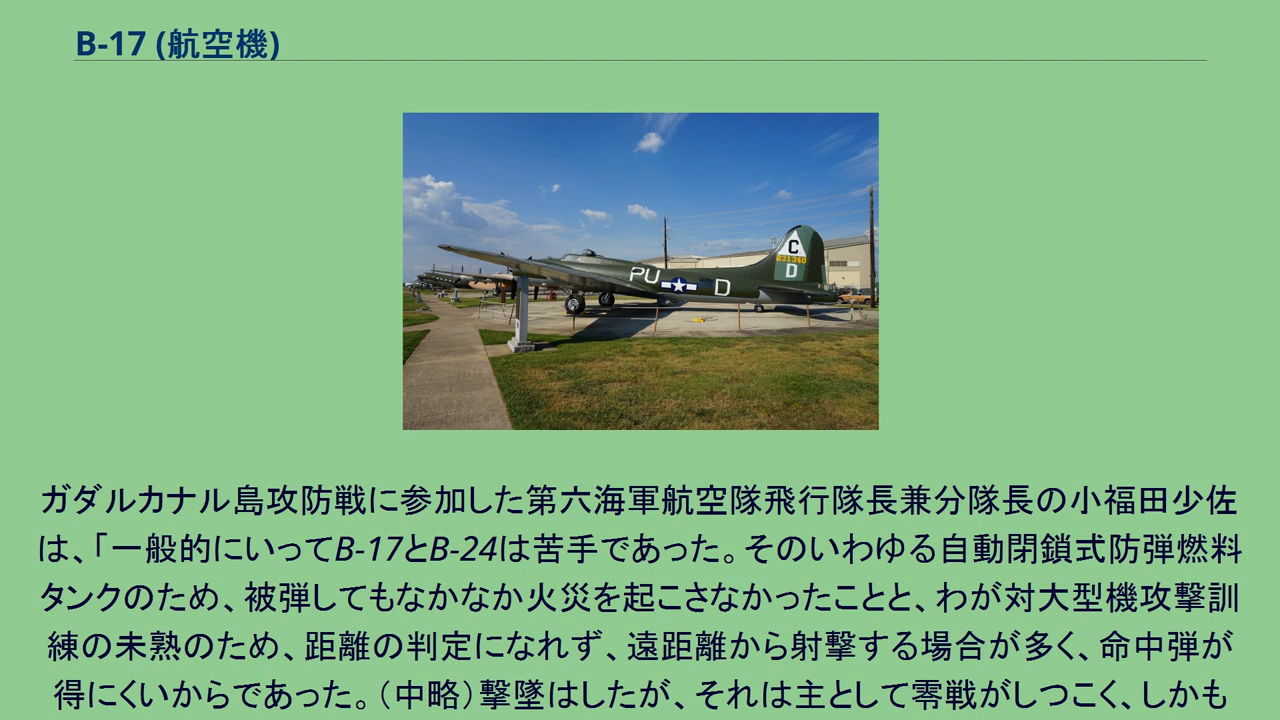 B-17 (航空機)
C
231340
D
PU
D
ガダルカナル島攻防戦に参加した第六海軍航空隊飛行隊長兼分隊長の小福田少佐
は、「一般的にいってB-17とB-24は苦手であった。そのいわゆる自動閉鎖式防弾燃料
タンクのため、被弾してもなかなか火災を起こさなかったことと、わが対大型機攻撃訓
練の未熟のため、距離の判定になれず、遠距離から射撃する場合が多く、命中弾が
得にくいからであった。（中略）撃墜はしたが、それは主として零戦がしつこく、しかも